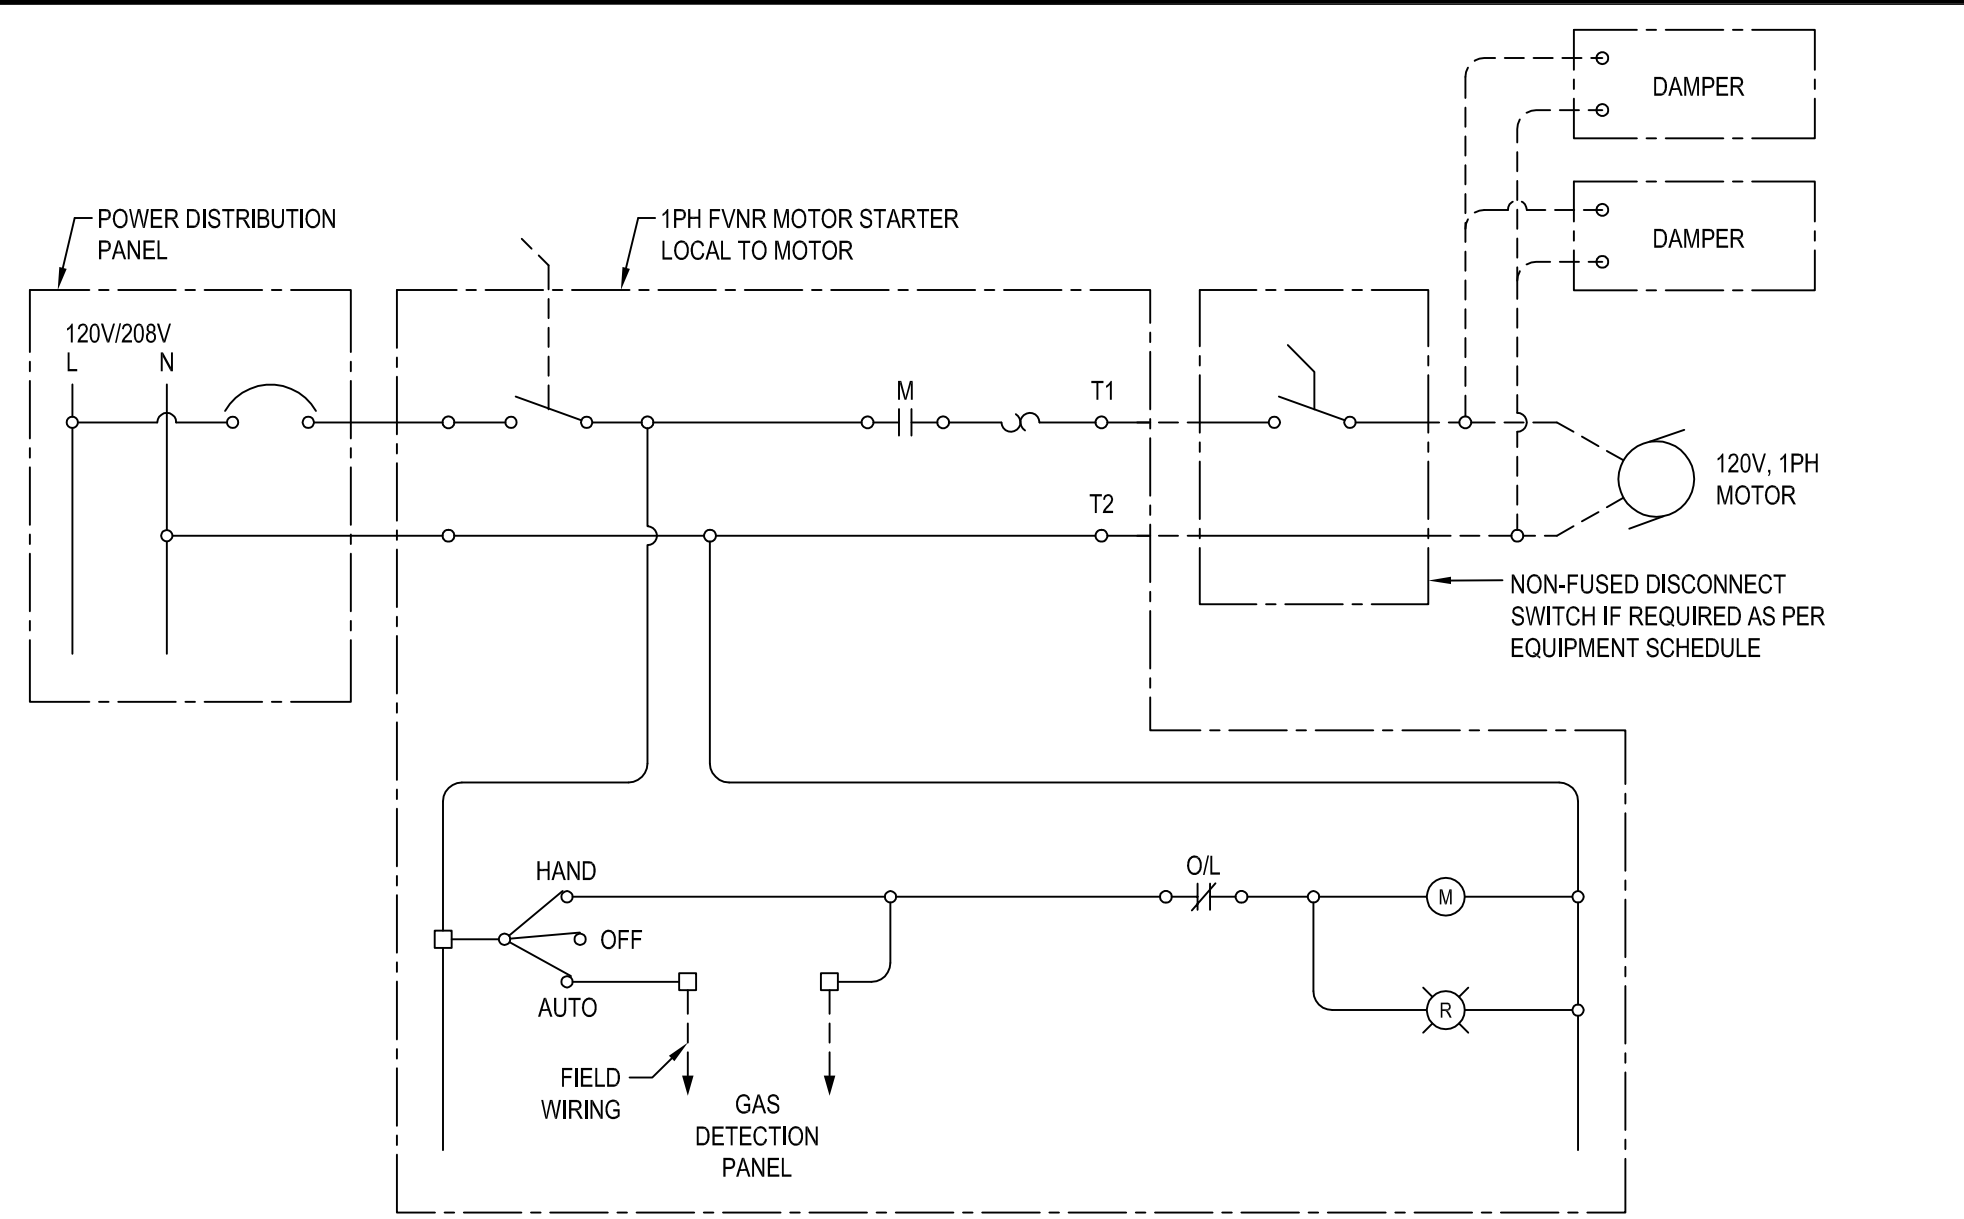 DAMPER
DAMPER
POWER DISTRIBUTION
PANEL
1PH FVNR MOTOR STARTER
LOCAL TO MOTOR
120V/208V
L N
M
T1
T2
120V, 1PH
MOTOR
NON-FUSED DISCONNECT
SWITCH IF REQUIRED AS PER
EQUIPMENT SCHEDULE
HAND
OFF
AUTO
O/L
M
R
FIELD
WIRING
GAS
DETECTION
PANEL